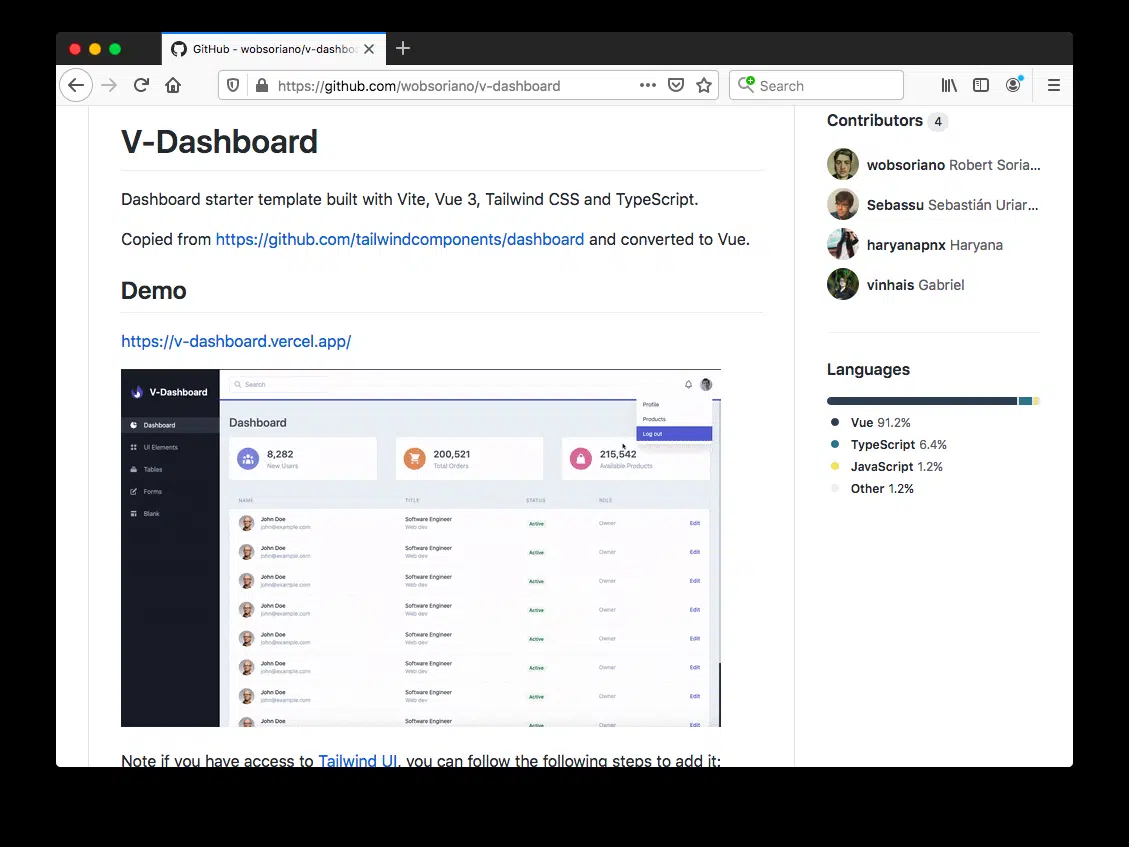 GitHub - wobsoriano/v-dashbo
https://github.com/wobsoriano/v-dashboard
Search
V-Dashboard
Dashboard starter template built with Vite, Vue 3, Tailwind CSS and TypeScript.
Copied from https://github.com/tailwindcomponents/dashboard and converted to Vue.
Demo
https://v-dashboard.vercel.app/
V-Dashboard
Search
Profile
Products
Log out
Dashboard
UI Elements
Tables
Forms
Blank
Dashboard
8,282
New Users
200,521
Total Orders
215,542
Available Products
NAME TITLE STATUS ROLE
John Doe Software Engineer
john@example.com Web dev Active Owner Edit
John Doe Software Engineer
john@example.com Web dev Active Owner Edit
John Doe Software Engineer
john@example.com Web dev Active Owner Edit
John Doe Software Engineer
john@example.com Web dev Active Owner Edit
John Doe Software Engineer
john@example.com Web dev Active Owner Edit
John Doe Software Engineer
john@example.com Web dev Active Owner Edit
John Doe Software Engineer
john@example.com Web dev Active Owner Edit
John Doe Software Engineer
Active Edit
Note if you have access to Tailwind UI, you can follow the following steps to add it:
Contributors 4
wobsoriano Robert Soria...
Sebassu Sebastián Uriar...
haryanapnx Haryana
vinhais Gabriel
Languages
Vue 91.2%
TypeScript 6.4%
JavaScript 1.2%
Other 1.2%